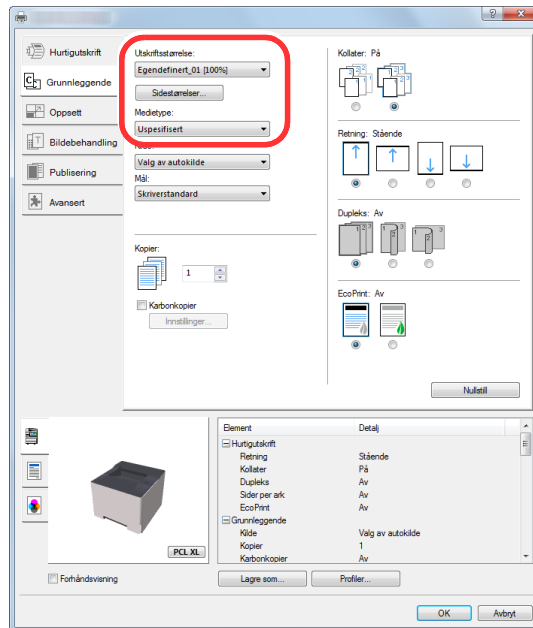 Hurtigutskrift
Grunnleggende
Oppsett
Bildebehandling
Publisering
Avansert
Utskriftsstørrelse:
Egendefinert_01 [100%]
Sidestørrelser...
Medietype:
Uspesifisert
Valg av autokilde
Mål:
Skriverstandard
Kopier:
1
Karbonkopier
Innstillinger...
Kollater: På
Retning: Stående
Dupleks: Av
EcoPrint: Av
Nullstill
PCL XL
Forhåndsvisning
Element Detalj
Hurtigutskrift
Retning Stående
Kollater På
Dupleks Av
Sider per ark Av
EcoPrint Av
Grunnleggende
Kilde Valg av autokilde
Kopier 1
Karbonkopier Av
Lagre som... Profiler...
OK Avbryt